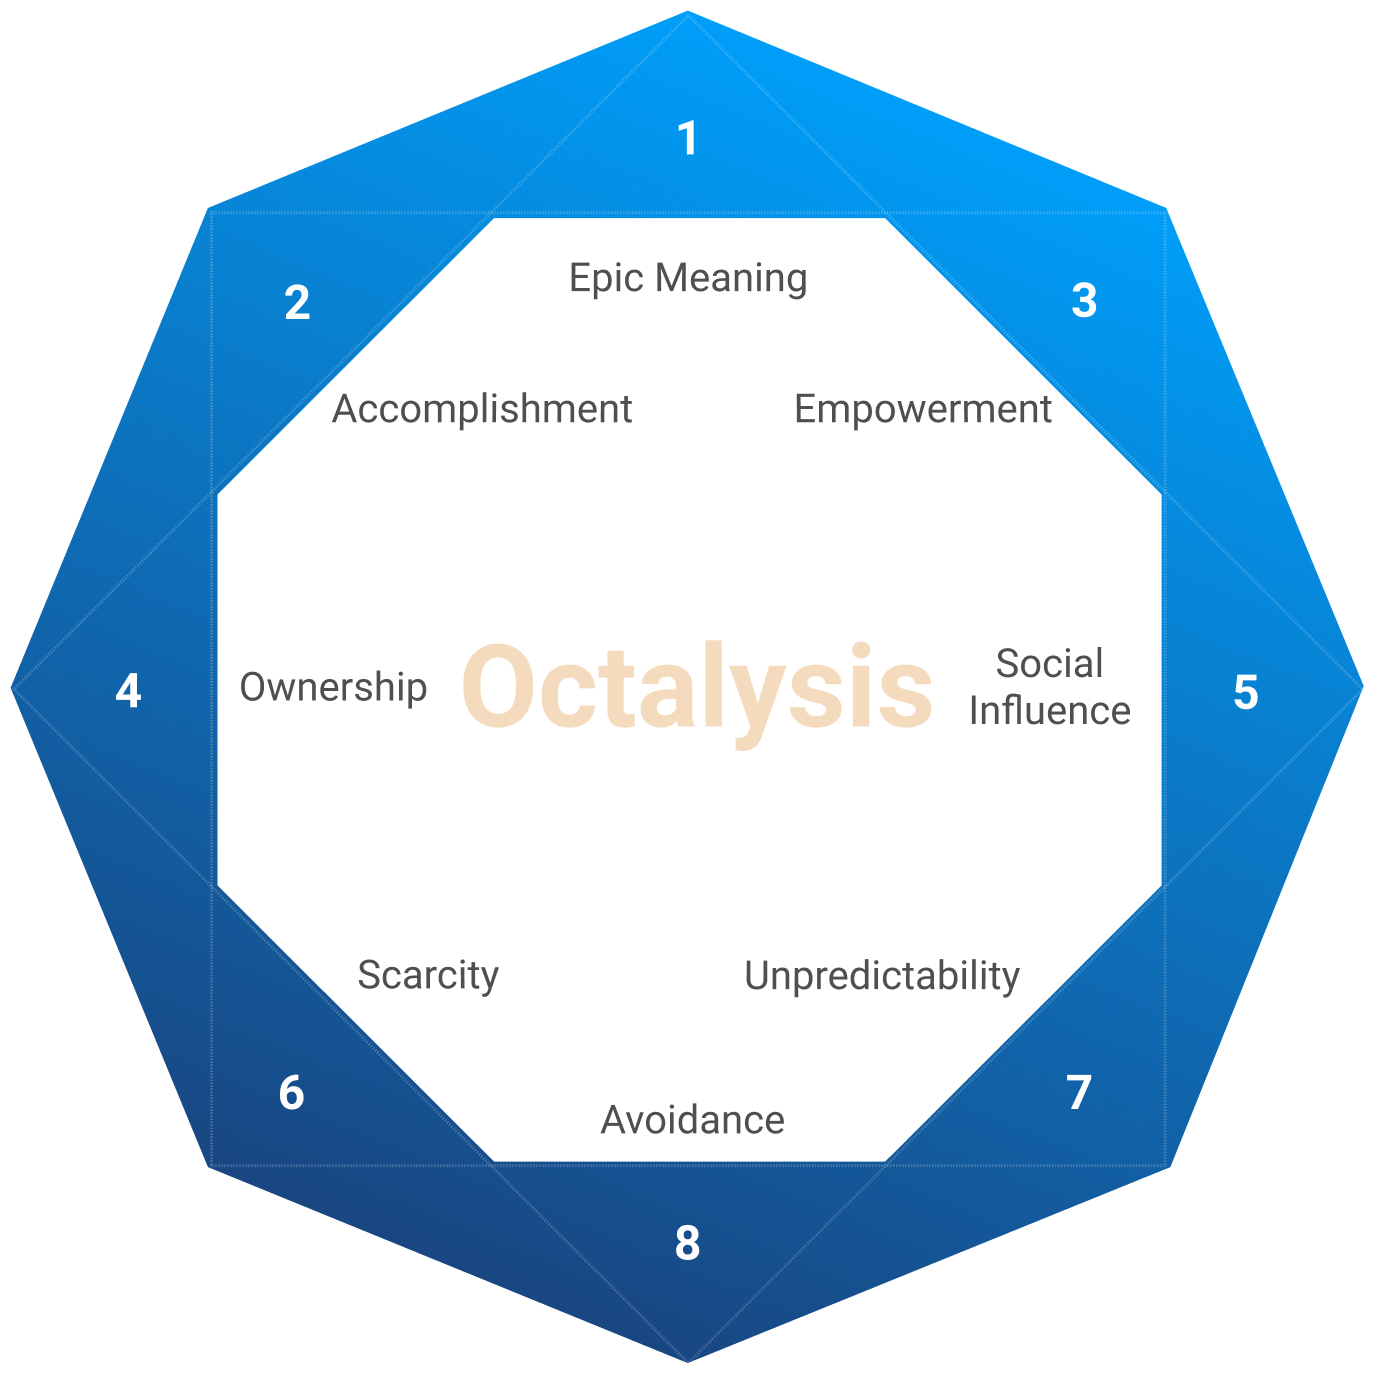 1
Epic Meaning
2
3
Accomplishment
Empowerment
4
Ownership
Octalysis
Social
Influence
5
Scarcity
Unpredictability
6
7
Avoidance
8